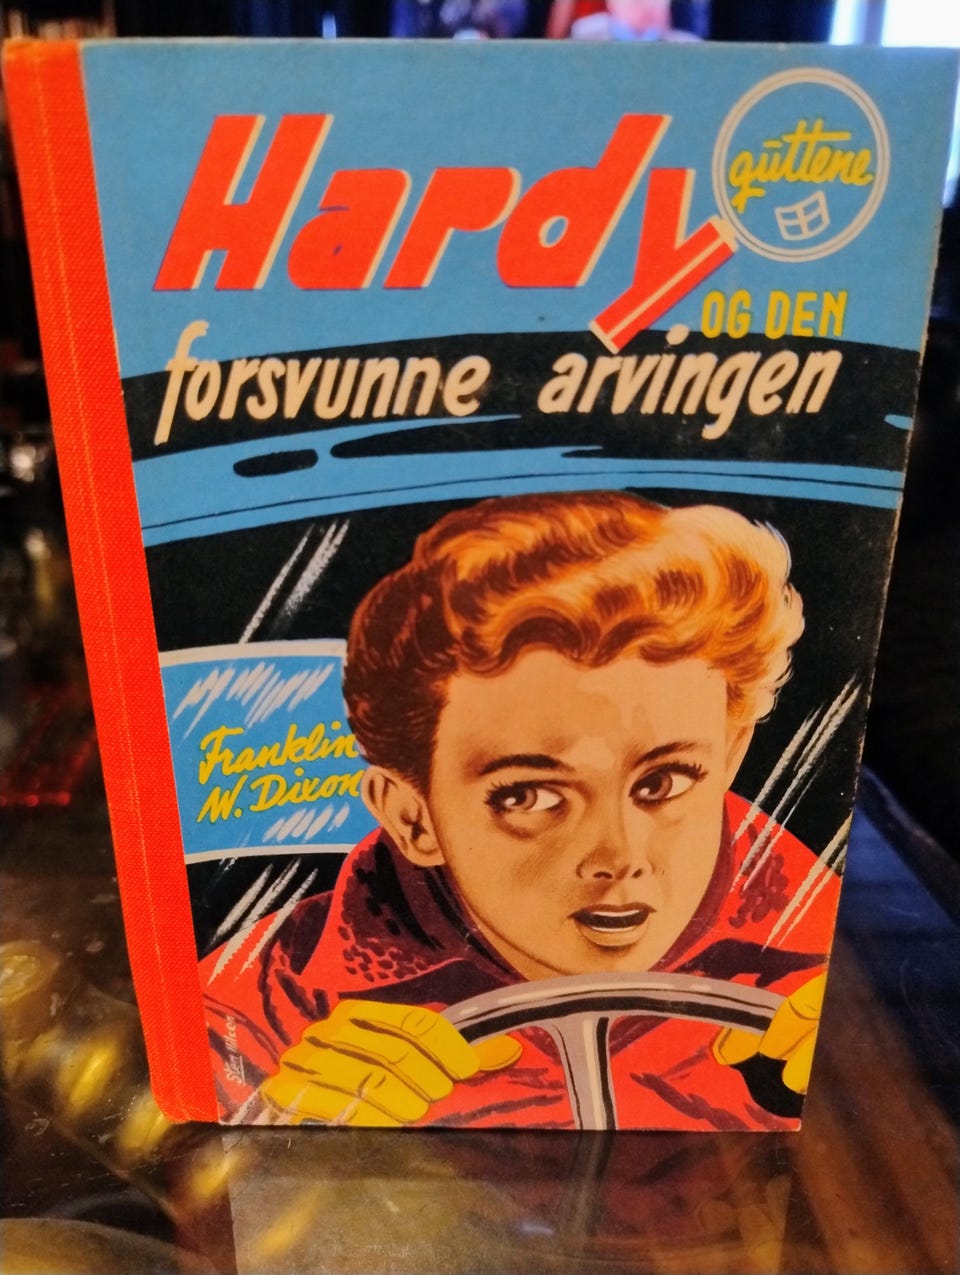 Hardy
guttene
OG DEN
forsvunne arvingen
Franklin
W. Dixon